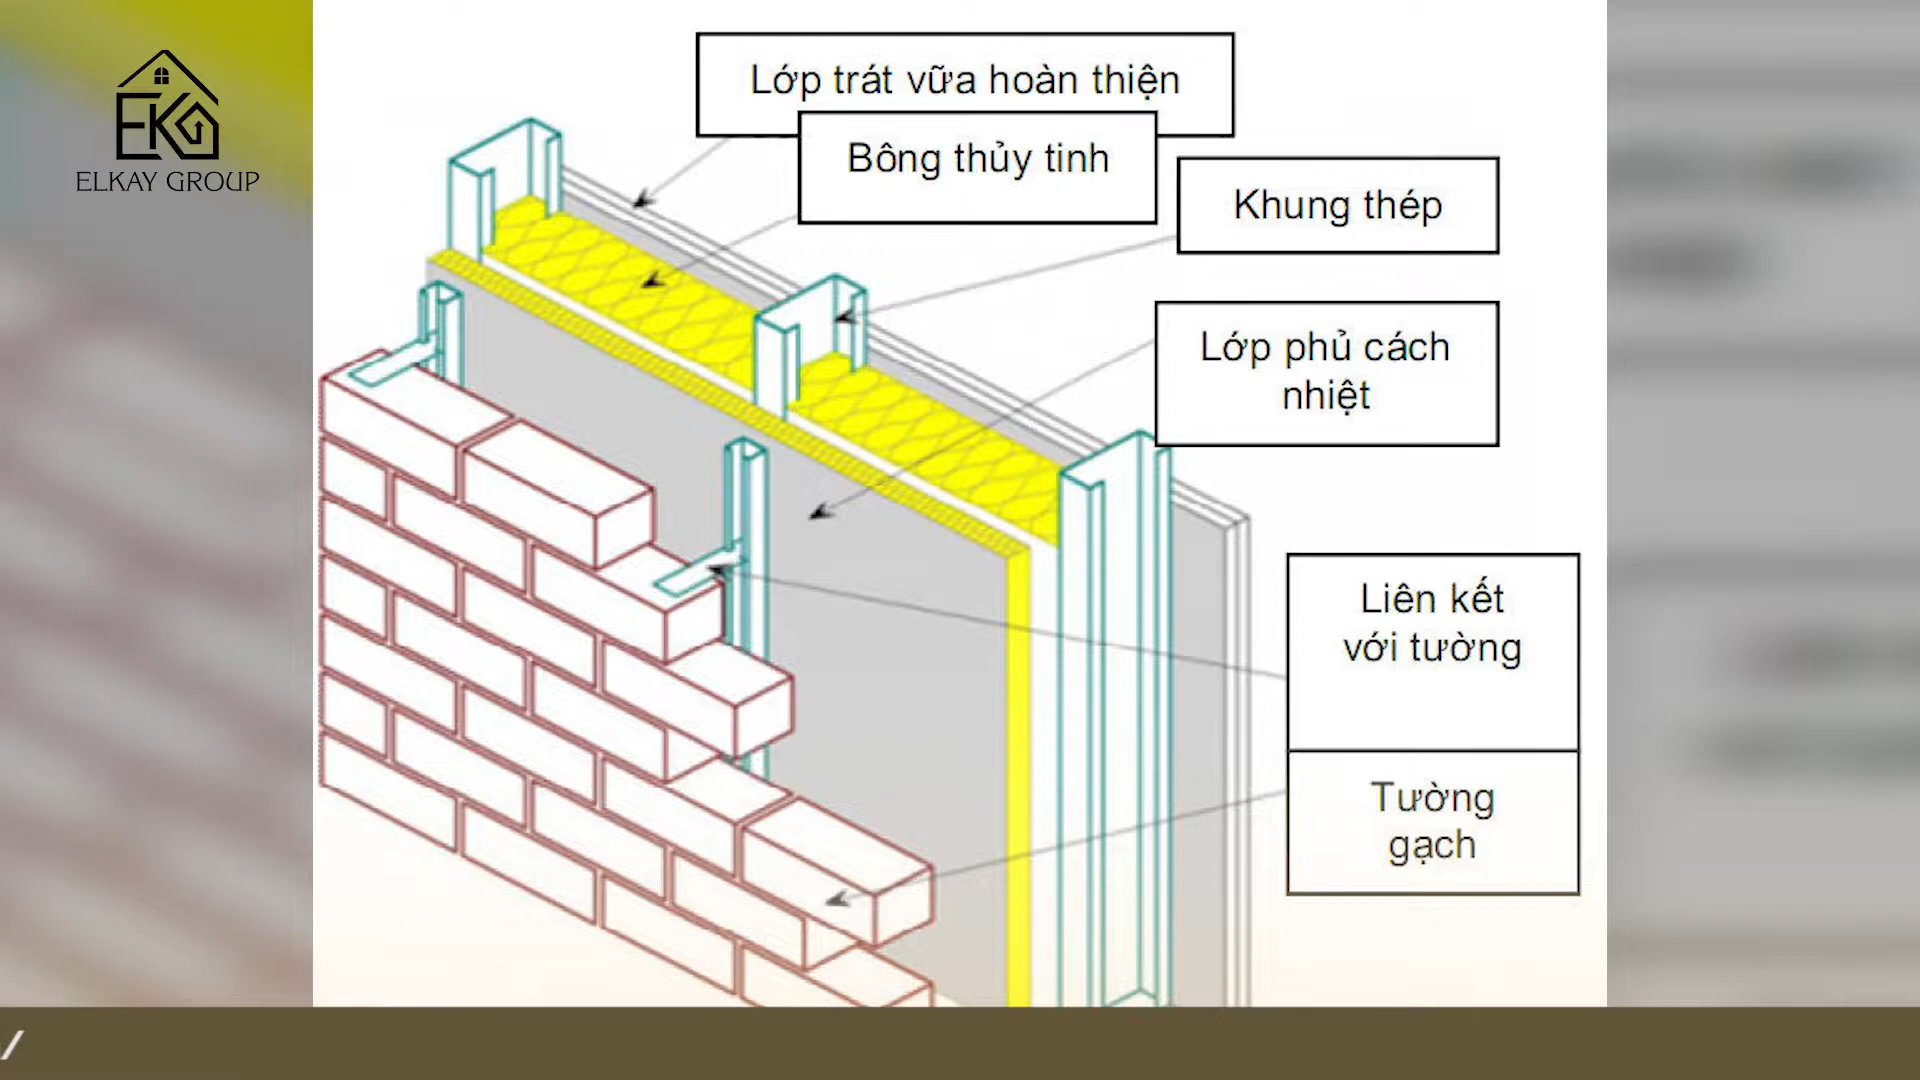 EKG
ELKAY GROUP
Lớp trát vữa hoàn thiện
Bông thủy tinh
Khung thép
Lớp phủ cách
nhiệt
Liên kết
với tường
Tường
gạch
/